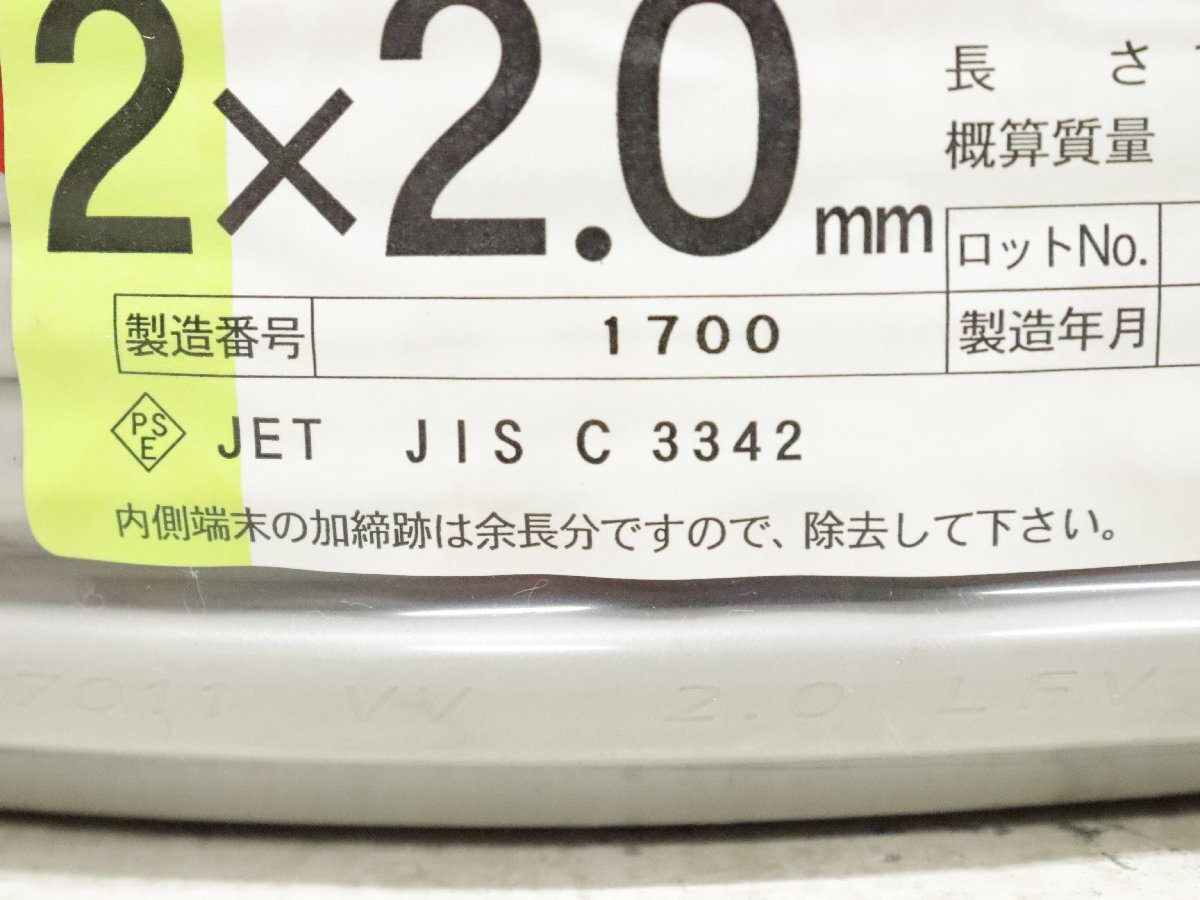 2×2.0mm
長さ
概算質量
ロットNo.
製造番号 1700 製造年月
PSE JET JIS C 3342
内側端末の加締跡は余長分ですので、除去して下さい。
7011 VV 2.0 LFV